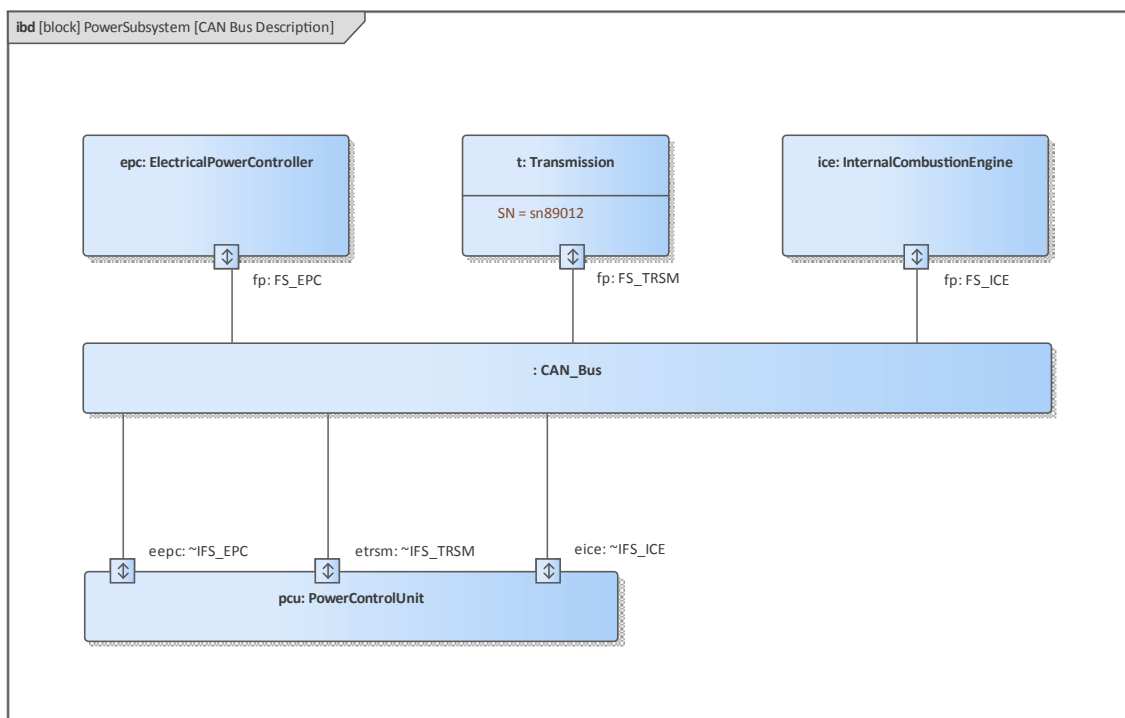 ibd [block] PowerSubsystem [CAN Bus Description]
epc: ElectricalPowerController
t: Transmission
ice: InternalCombustionEngine
SN = sn89012
fp: FS_EPC
fp: FS_TRSM
fp: FS_ICE
: CAN_Bus
eepc: ~IFS_EPC
etrsm: ~IFS_TRSM
eice: ~IFS_ICE
pcu: PowerControlUnit